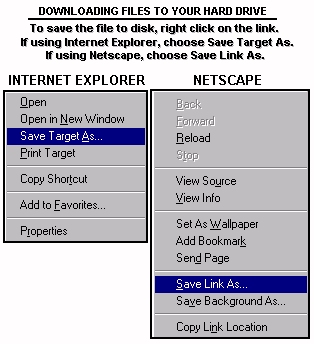 DOWNLOADING FILES TO YOUR HARD DRIVE
To save the file to disk, right click on the link.
If using Internet Explorer, choose Save Target As.
If using Netscape, choose Save Link As.
INTERNET EXPLORER
Open
Open in New Window
Save Target As...
Print Target
Copy Shortcut
Add to Favorites...
Properties
NETSCAPE
Back
Forward
Reload
Stop
View Source
View Info
Set As Wallpaper
Add Bookmark
Send Page
Save Link As...
Save Background As...
Copy Link Location